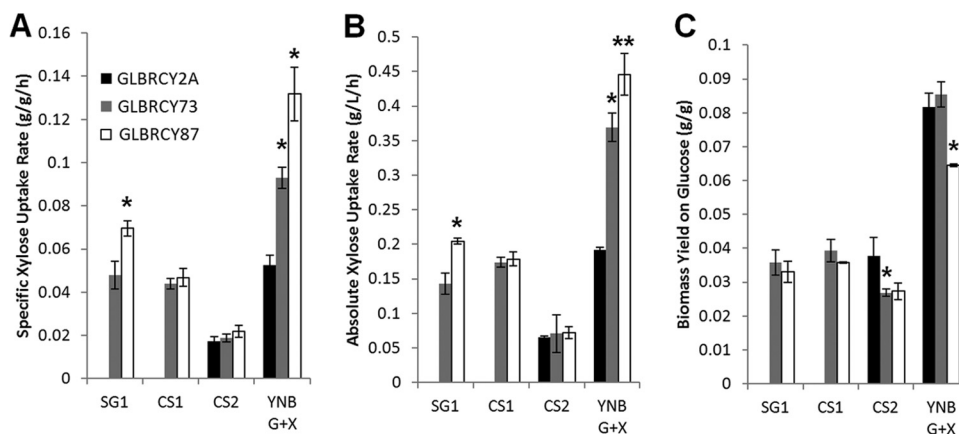 A
Specific Xylose Uptake Rate (g/g/h)
0.16
0.14
0.12
0.1
0.08
0.06
0.04
0.02
0
GLBRCY2A
GLBRCY73
GLBRCY87
*
*
*
SG1 CS1 CS2 YNB
G+X
B
Absolute Xylose Uptake Rate (g/L/h)
0.5
0.45
0.4
0.35
0.3
0.25
0.2
0.15
0.1
0.05
0
*
*
**
SG1 CS1 CS2 YNB
G+X
C
Biomass Yield on Glucose (g/g)
0.1
0.09
0.08
0.07
0.06
0.05
0.04
0.03
0.02
0.01
0
*
*
SG1 CS1 CS2 YNB
G+X